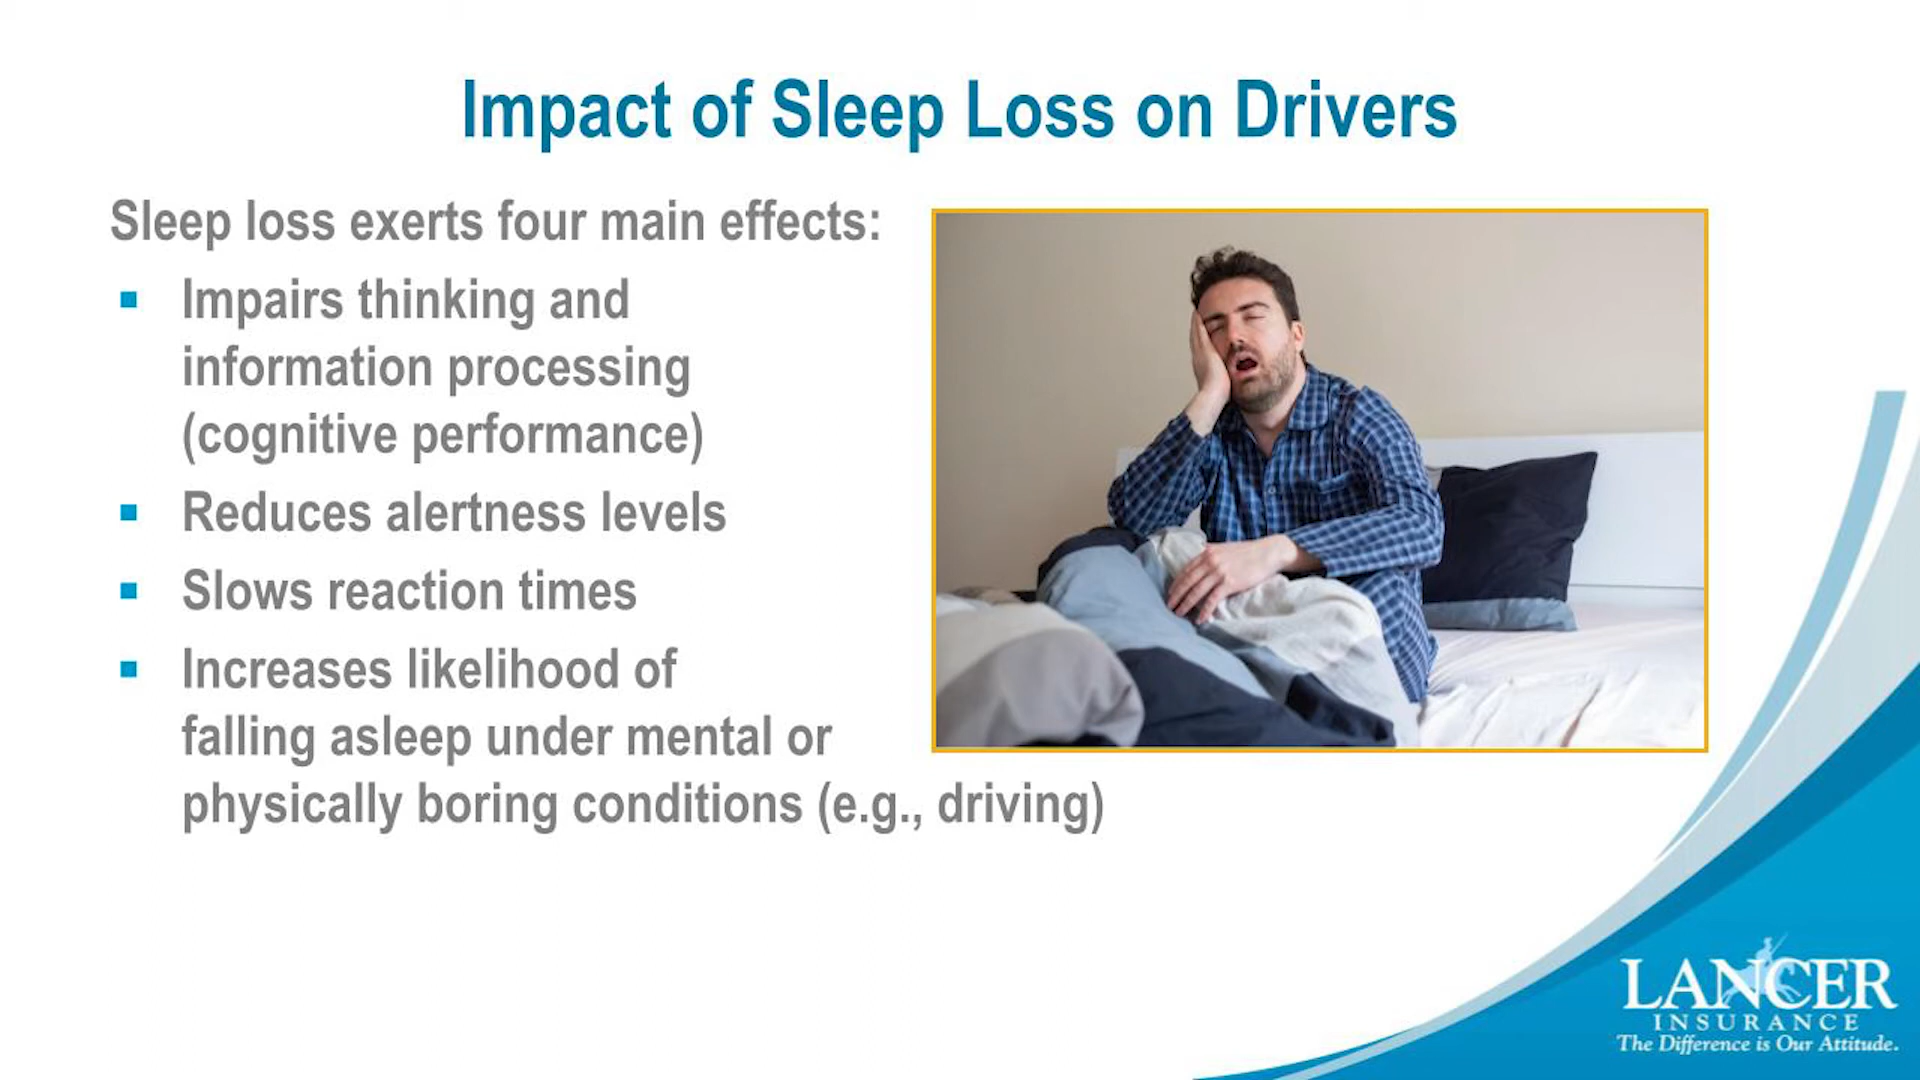 Impact of Sleep Loss on Drivers
Sleep loss exerts four main effects:
▪ Impairs thinking and
information processing
(cognitive performance)
▪ Reduces alertness levels
▪ Slows reaction times
▪ Increases likelihood of
falling asleep under mental or
physically boring conditions (e.g., driving)
LANCER
INSURANCE
The Difference is Our Attitude.